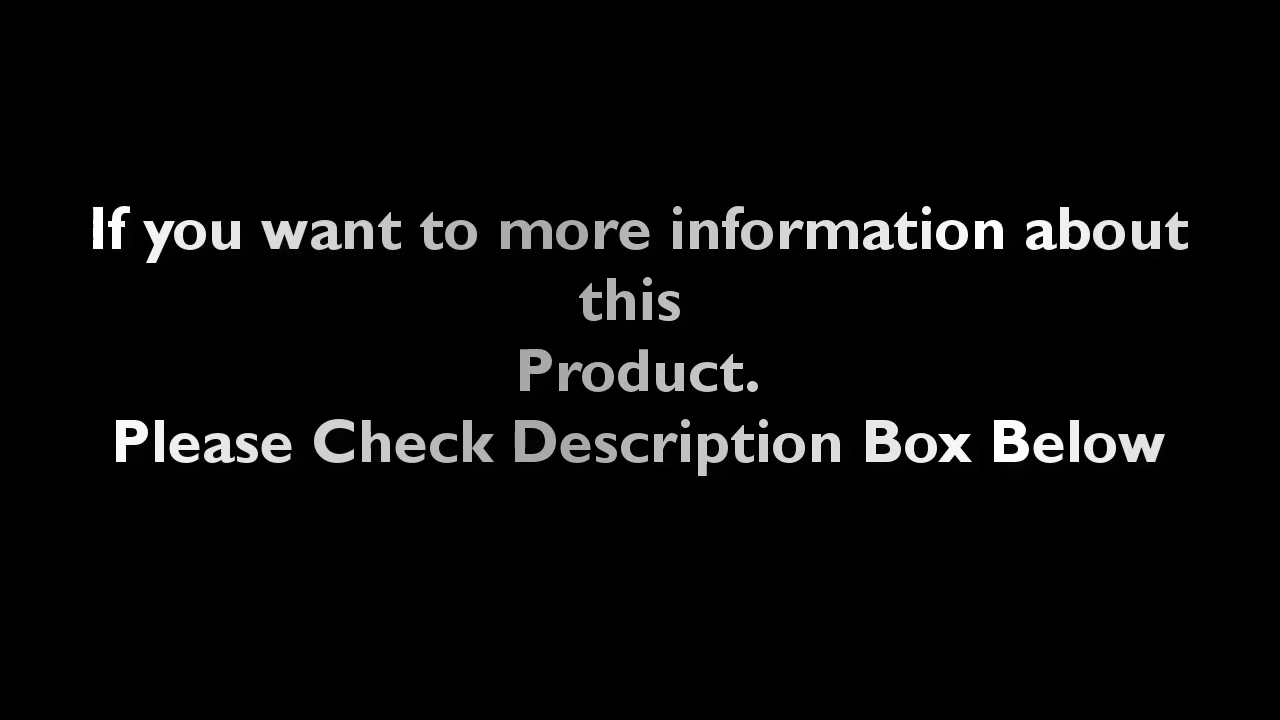 If you want to more information about
this
Product.
Please Check Description Box Below